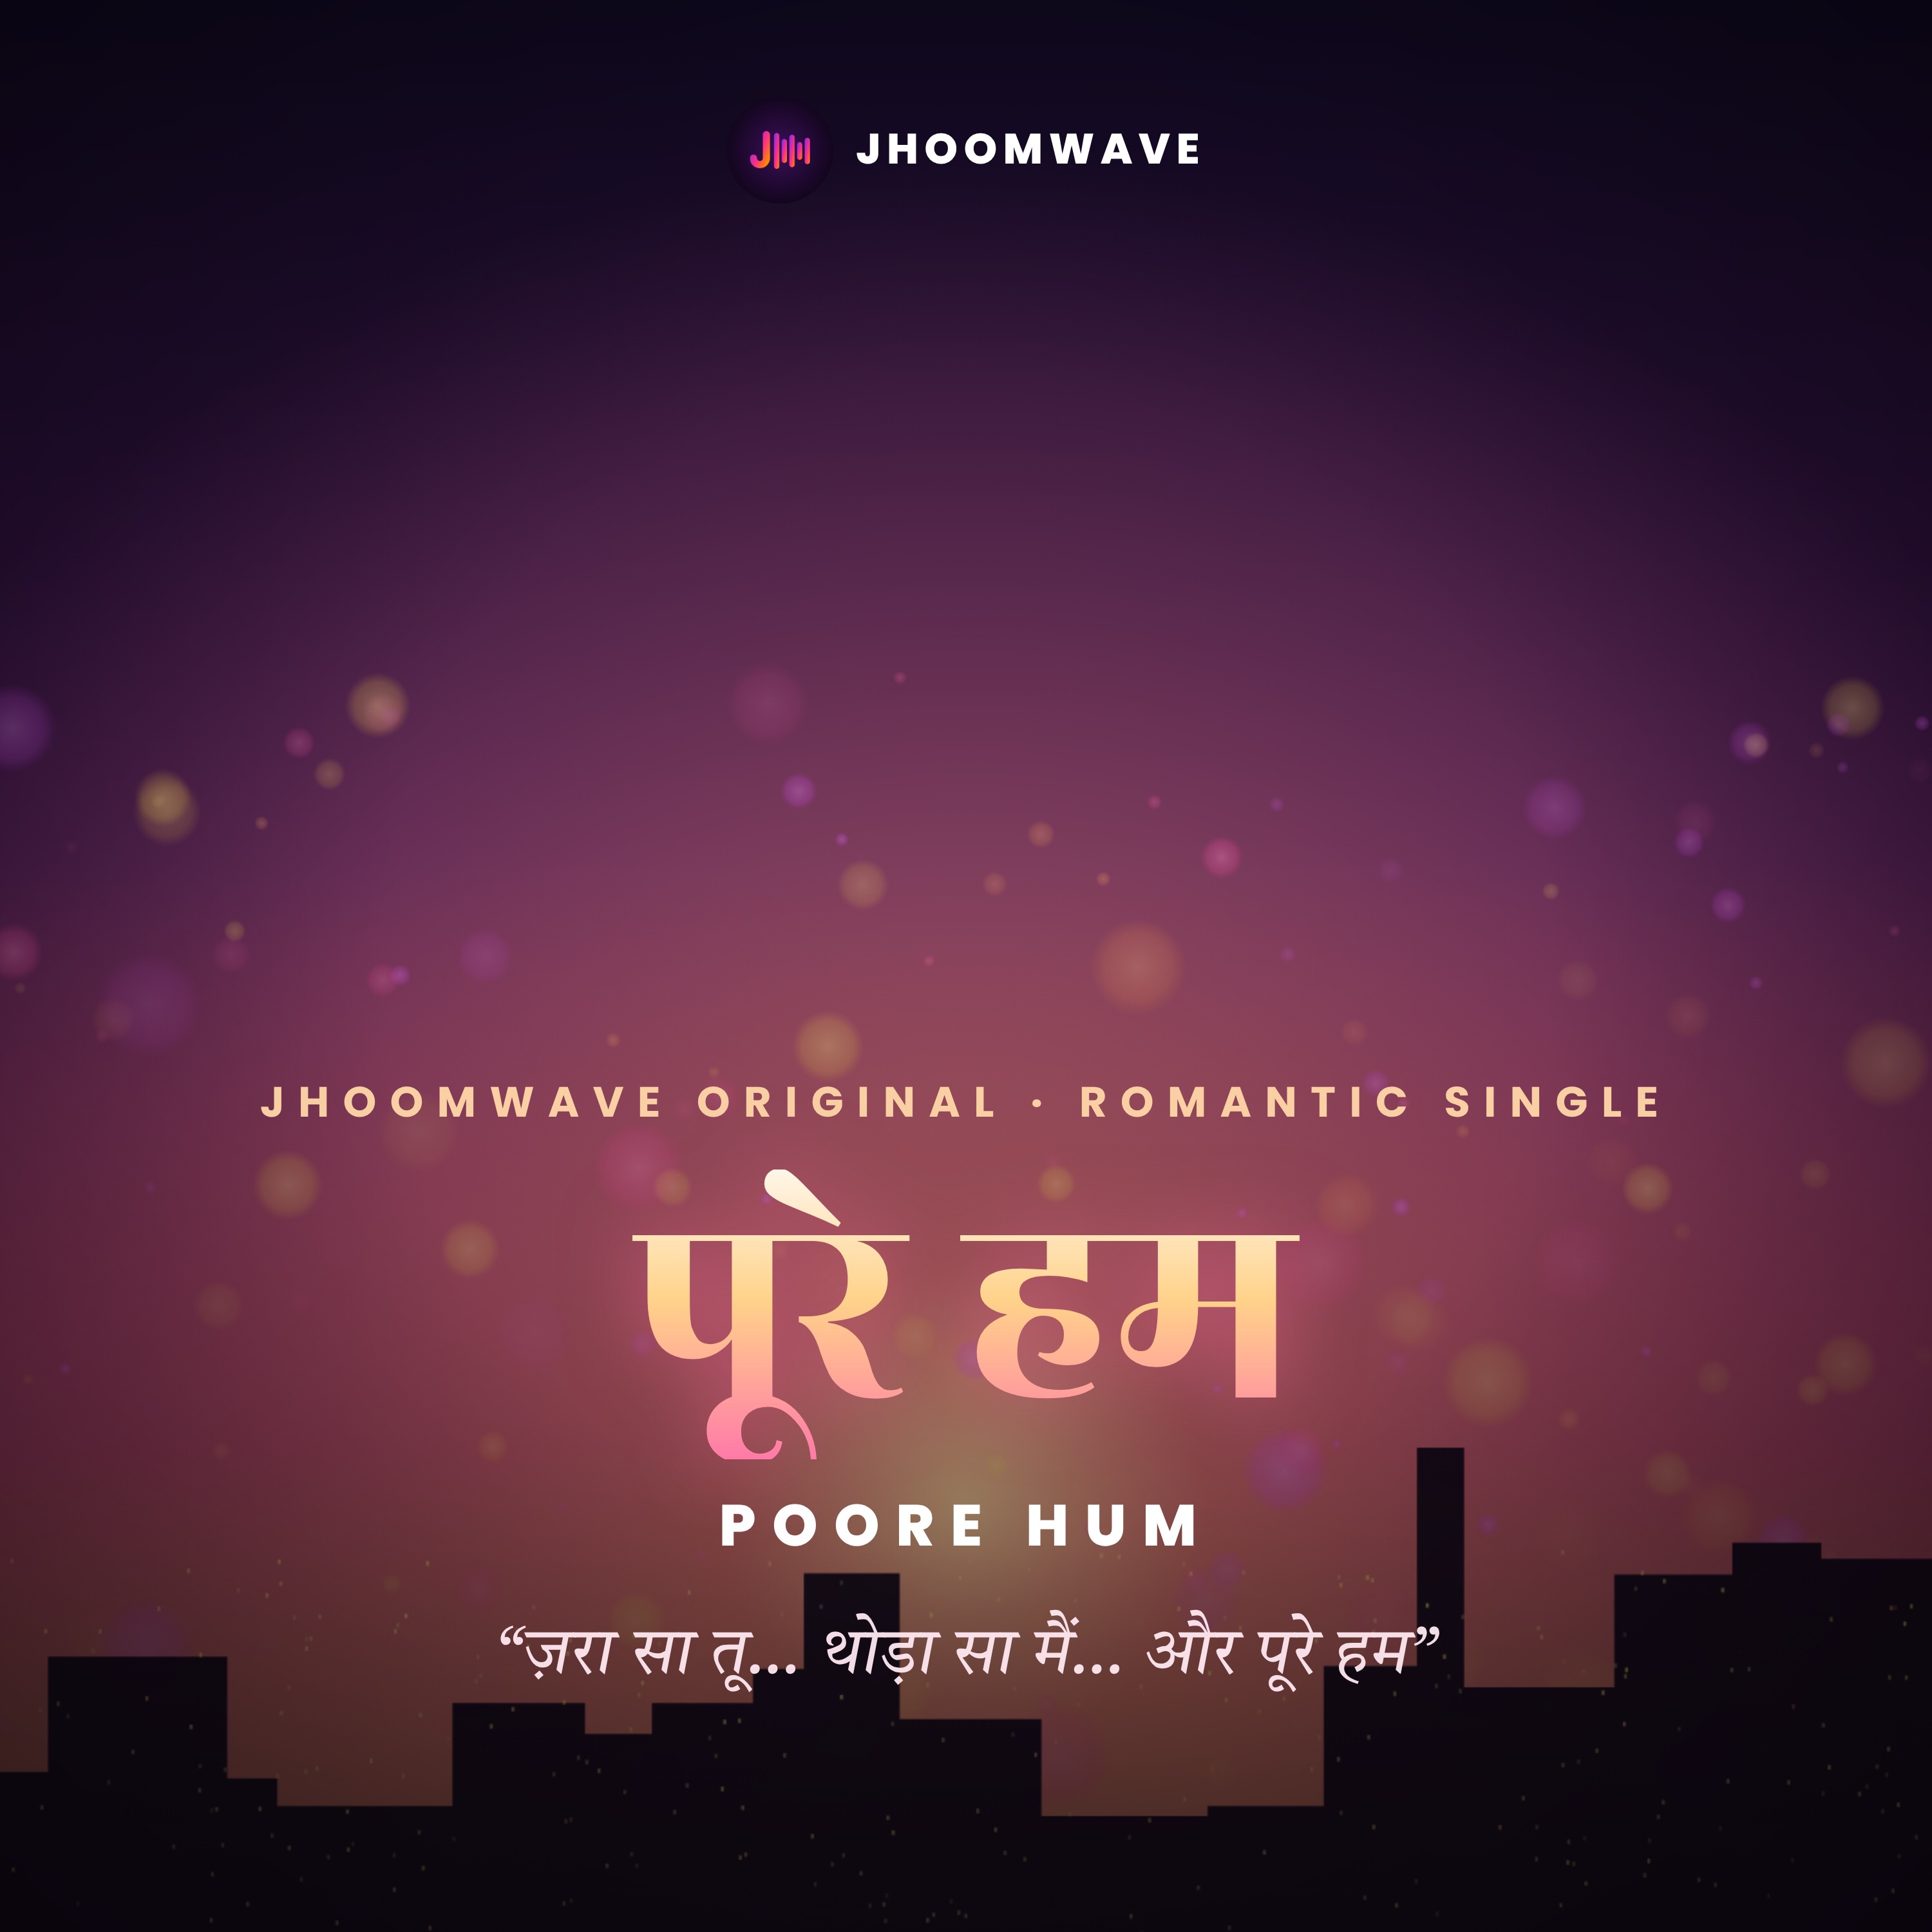 JHOOMWAVE
JHOOMWAVE ORIGINAL · ROMANTIC SINGLE
पूरे हम
POORE HUM
“ज़रा सा तू... थोड़ा सा मैं... और पूरे हम”